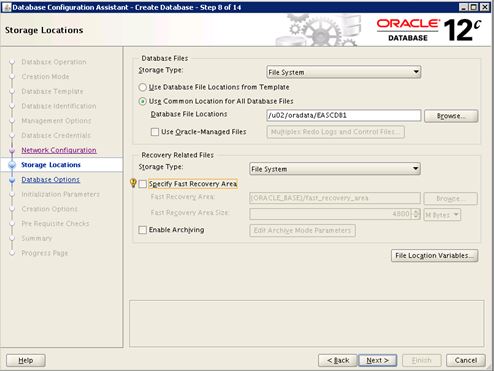 Database Configuration Assistant - Create Database - Step 8 of 14
Storage Locations
ORACLE
DATABASE
12c
Database Operation
Creation Mode
Database Template
Database Identification
Management Options
Database Credentials
Network Configuration
Storage Locations
Database Options
Initialization Parameters
Creation Options
Pre Requisite Checks
Summary
Progress Page
Database Files
Storage Type: File System
Use Database File Locations from Template
Use Common Location for All Database Files
Database File Locations: /u02/oradata/EASCDB1 Browse...
Use Oracle-Managed Files Multiplex Redo Logs and Control Files...
Recovery Related Files
Storage Type: File System
Specify Fast Recovery Area
Fast Recovery Area: {ORACLE_BASE}/fast_recovery_area Browse...
Fast Recovery Area Size: 4800 M Bytes
Enable Archiving Edit Archive Mode Parameters
File Location Variables...
Help < Back Next > Finish Cancel